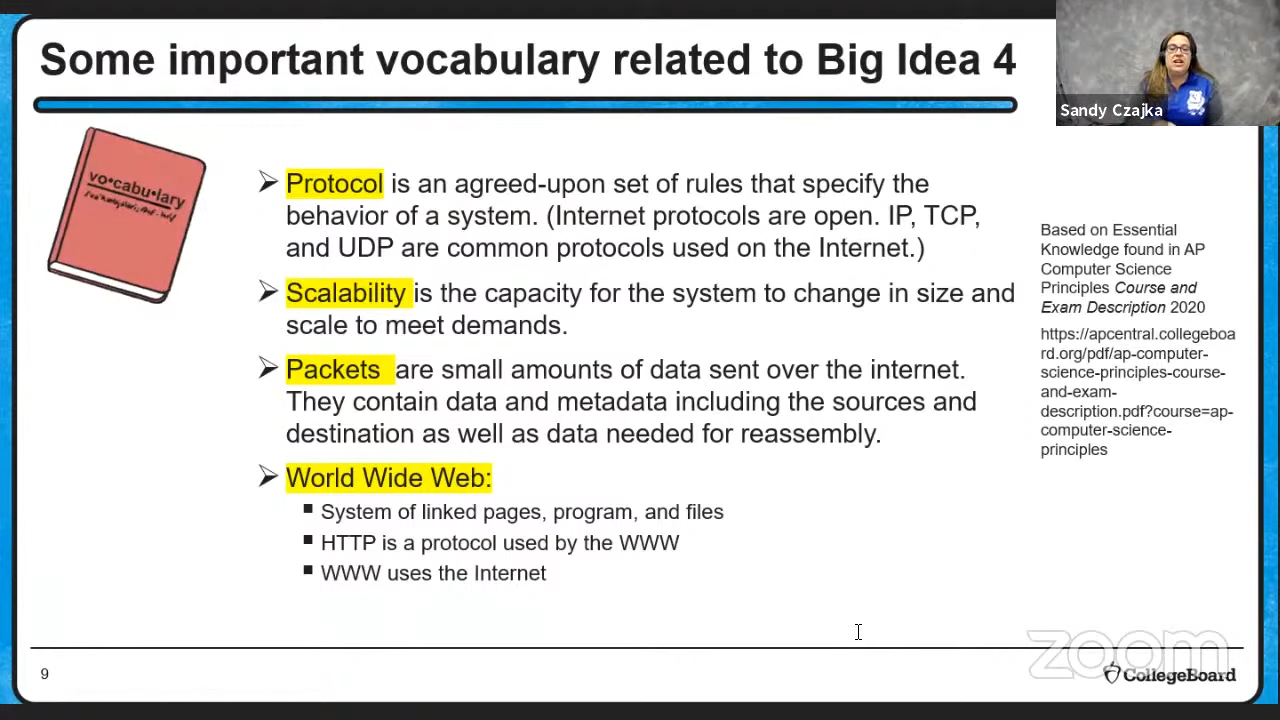 Some important vocabulary related to Big Idea 4
Sandy Czajka
vo•cabu•lary
➢ Protocol is an agreed-upon set of rules that specify the
behavior of a system. (Internet protocols are open. IP, TCP,
and UDP are common protocols used on the Internet.)
➢ Scalability is the capacity for the system to change in size and
scale to meet demands.
➢ Packets are small amounts of data sent over the internet.
They contain data and metadata including the sources and
destination as well as data needed for reassembly.
➢ World Wide Web:
▪ System of linked pages, program, and files
▪ HTTP is a protocol used by the WWW
▪ WWW uses the Internet
Based on Essential
Knowledge found in AP
Computer Science
Principles Course and
Exam Description 2020
https://apcentral.collegeboa
rd.org/pdf/ap-computer-
science-principles-course-
and-exam-
description.pdf?course=ap-
computer-science-
principles
9
zoom
CollegeBoard